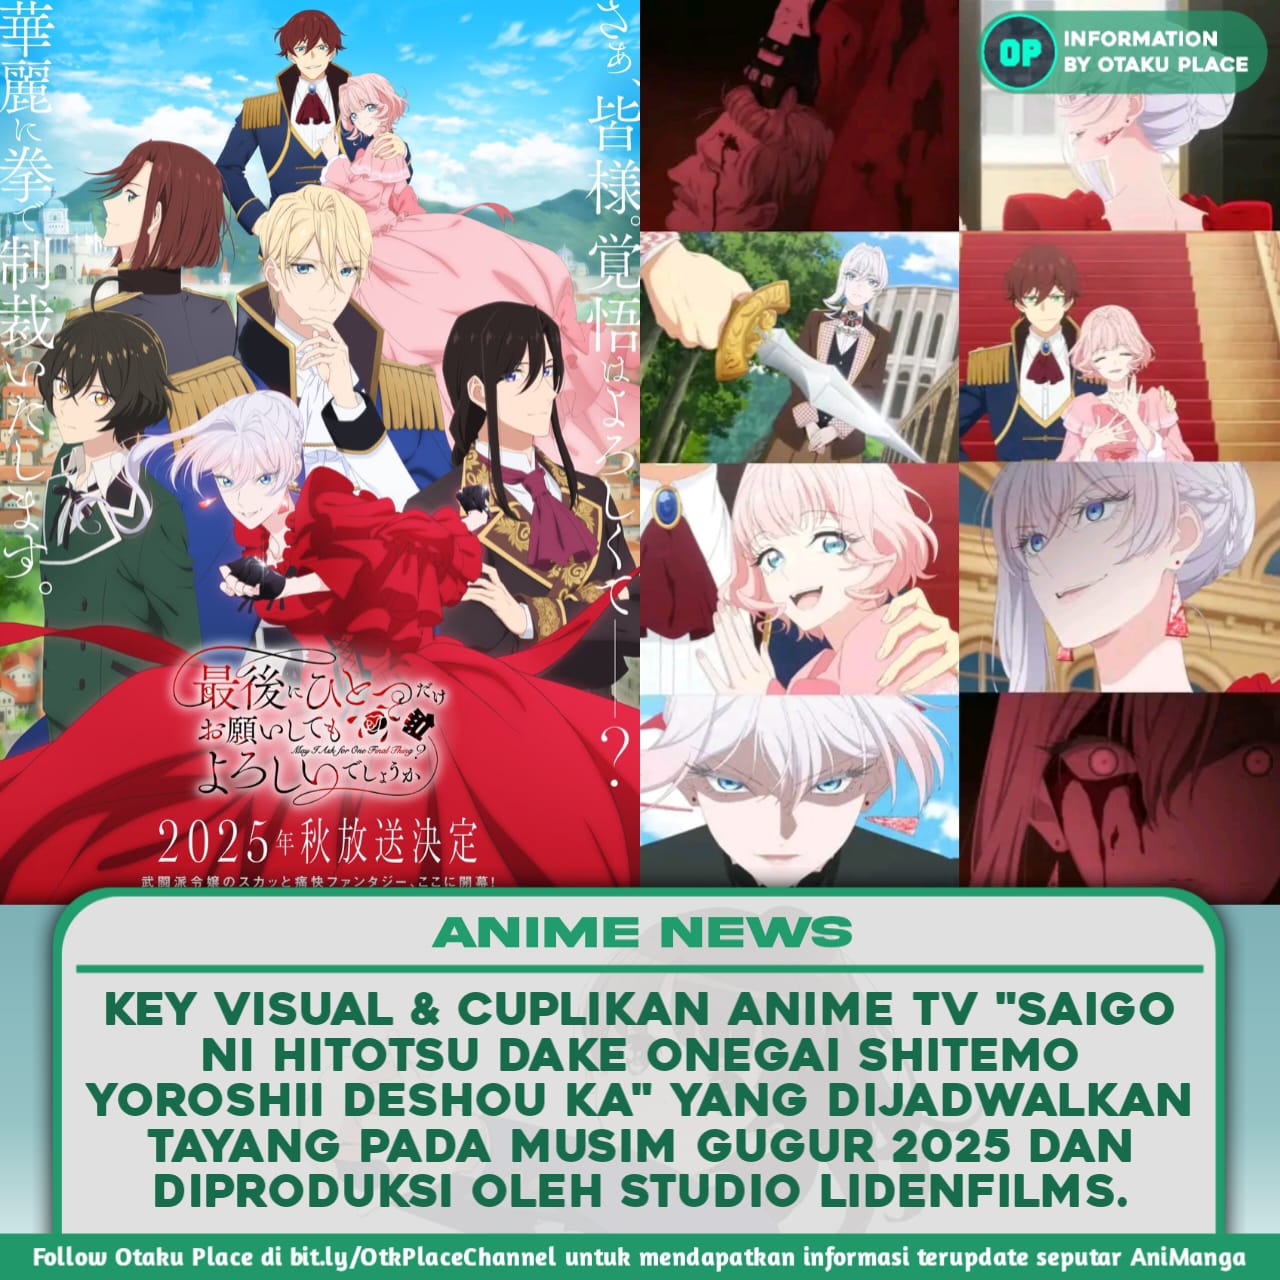 さぁ、皆様。覚悟はよろしくて――？
華麗に拳で制裁いたします。
OP
INFORMATION
BY OTAKU PLACE
最後にひとつだけ
お願いしても
May I Ask for One Final Thing?
よろしいでしょうか
2025年秋放送決定
武闘派令嬢のスカッと痛快ファンタジー、ここに開幕!
ANIME NEWS
KEY VISUAL & CUPLIKAN ANIME TV "SAIGO
NI HITOTSU DAKE ONEGAI SHITEMO
YOROSHII DESHOU KA" YANG DIJADWALKAN
TAYANG PADA MUSIM GUGUR 2025 DAN
DIPRODUKSI OLEH STUDIO LIDENFILMS.
Follow Otaku Place di bit.ly/OtkPlaceChannel untuk mendapatkan informasi terupdate seputar AniManga